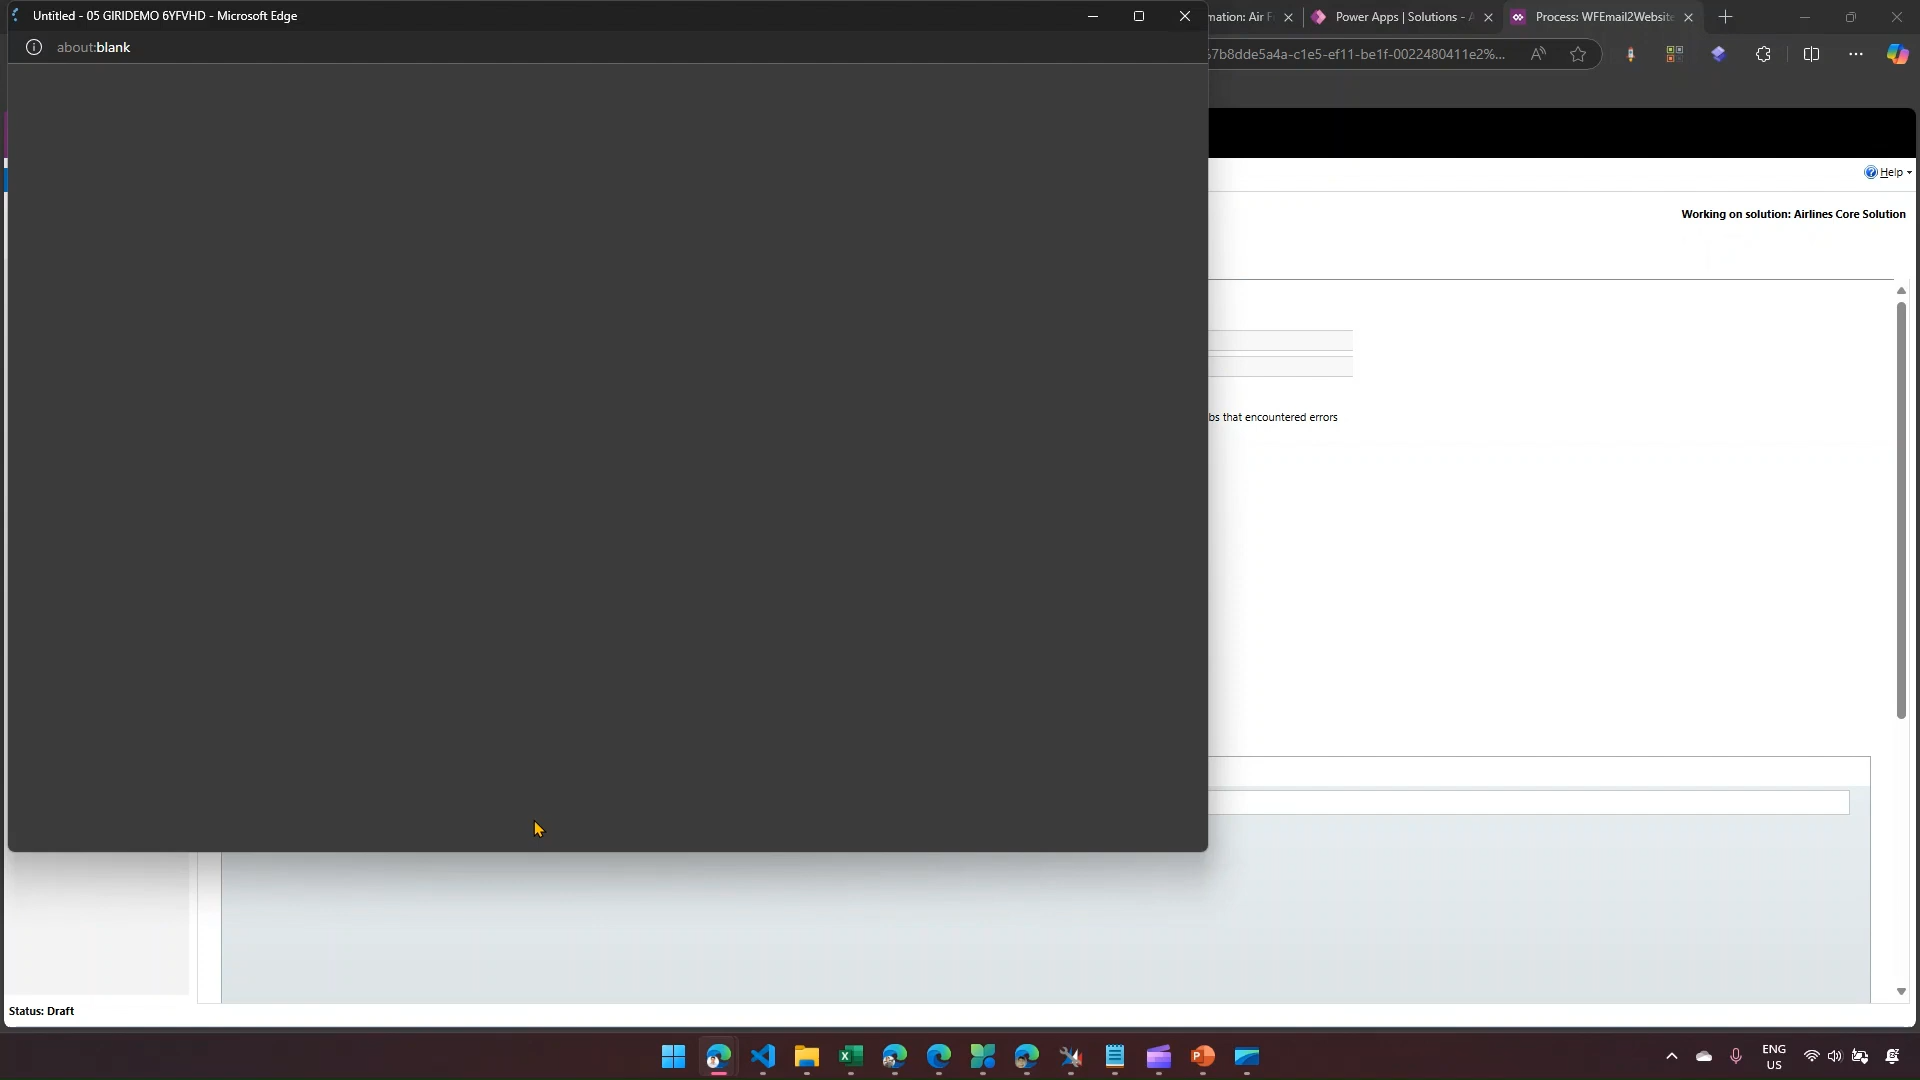 Untitled - 05 GIRIDEMO 6YFVHD - Microsoft Edge
about:blank
mation: Air F
Power Apps | Solutions - A
Process: WFEmail2Website
67b8dde5a4a-c1e5-ef11-be1f-0022480411e2%...
Help
Working on solution: Airlines Core Solution
bs that encountered errors
Status: Draft
ENG
US